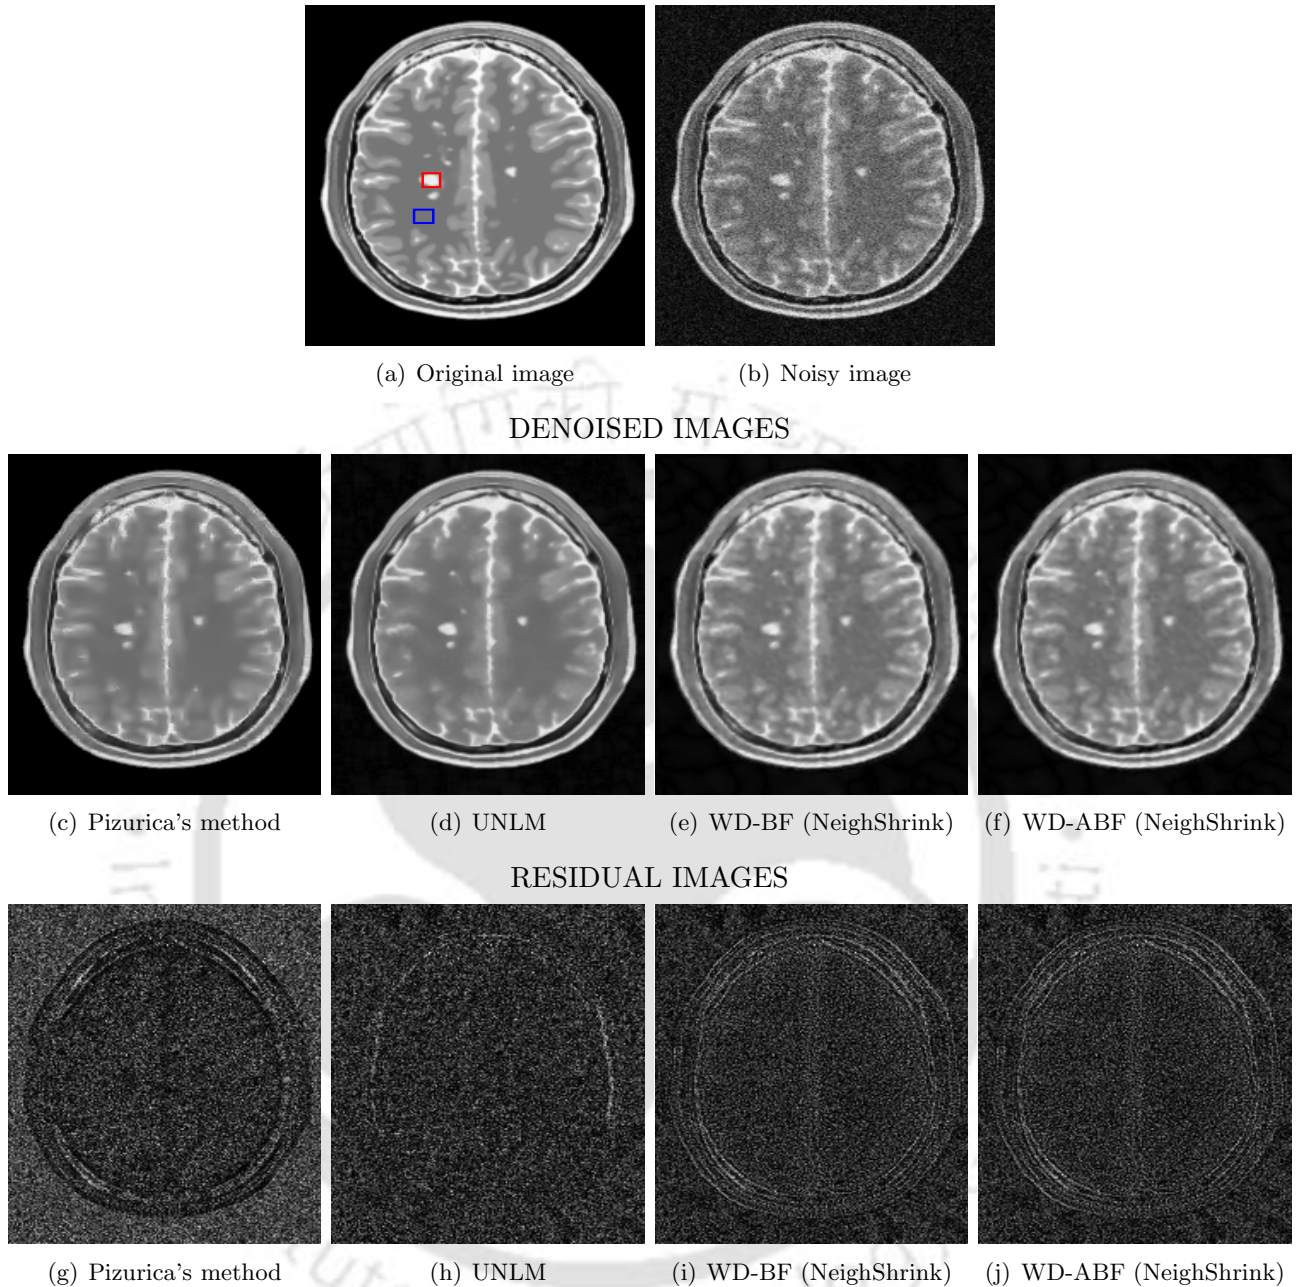 (a) Original image
(b) Noisy image
DENOISED IMAGES
(c) Pizurica's method
(d) UNLM
(e) WD-BF (NeighShrink)
(f) WD-ABF (NeighShrink)
RESIDUAL IMAGES
(g) Pizurica's method
(h) UNLM
(i) WD-BF (NeighShrink)
(j) WD-ABF (NeighShrink)